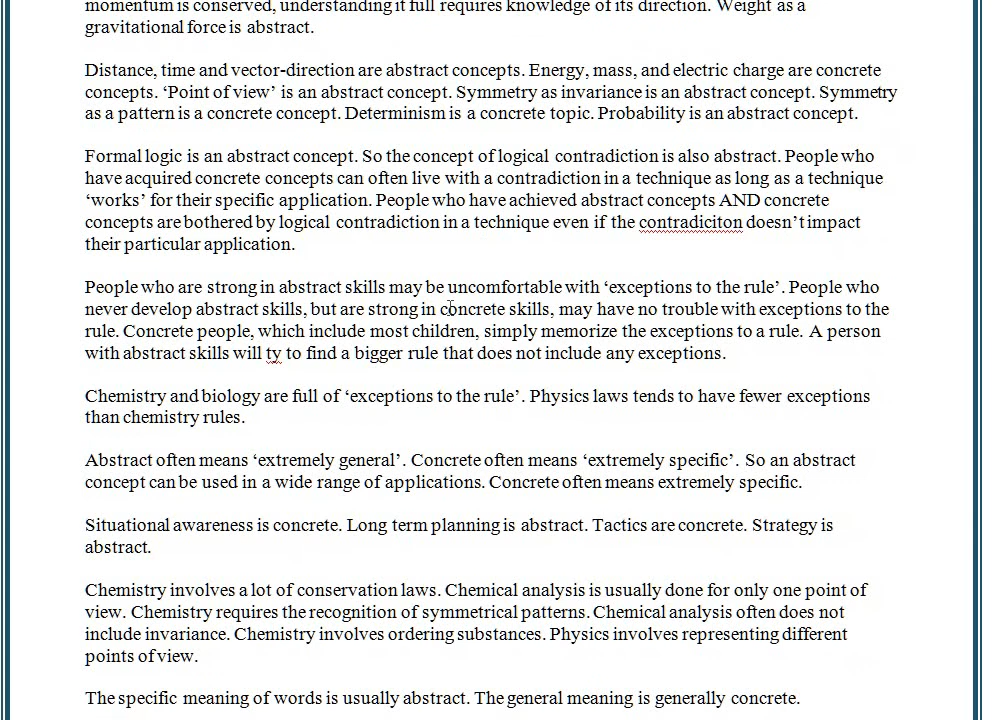 momentum is conserved, understanding it full requires knowledge of its direction. Weight as a
gravitational force is abstract.
Distance, time and vector-direction are abstract concepts. Energy, mass, and electric charge are concrete
concepts. ‘Point of view’ is an abstract concept. Symmetry as invariance is an abstract concept. Symmetry
as a pattern is a concrete concept. Determinism is a concrete topic. Probability is an abstract concept.
Formal logic is an abstract concept. So the concept of logical contradiction is also abstract. People who
have acquired concrete concepts can often live with a contradiction in a technique as long as a technique
‘works’ for their specific application. People who have achieved abstract concepts AND concrete
concepts are bothered by logical contradiction in a technique even if the contradiciton doesn’t impact
their particular application.
People who are strong in abstract skills may be uncomfortable with ‘exceptions to the rule’. People who
never develop abstract skills, but are strong in concrete skills, may have no trouble with exceptions to the
rule. Concrete people, which include most children, simply memorize the exceptions to a rule. A person
with abstract skills will ty to find a bigger rule that does not include any exceptions.
Chemistry and biology are full of ‘exceptions to the rule’. Physics laws tends to have fewer exceptions
than chemistry rules.
Abstract often means ‘extremely general’. Concrete often means ‘extremely specific’. So an abstract
concept can be used in a wide range of applications. Concrete often means extremely specific.
Situational awareness is concrete. Long term planning is abstract. Tactics are concrete. Strategy is
abstract.
Chemistry involves a lot of conservation laws. Chemical analysis is usually done for only one point of
view. Chemistry requires the recognition of symmetrical patterns. Chemical analysis often does not
include invariance. Chemistry involves ordering substances. Physics involves representing different
points of view.
The specific meaning of words is usually abstract. The general meaning is generally concrete.